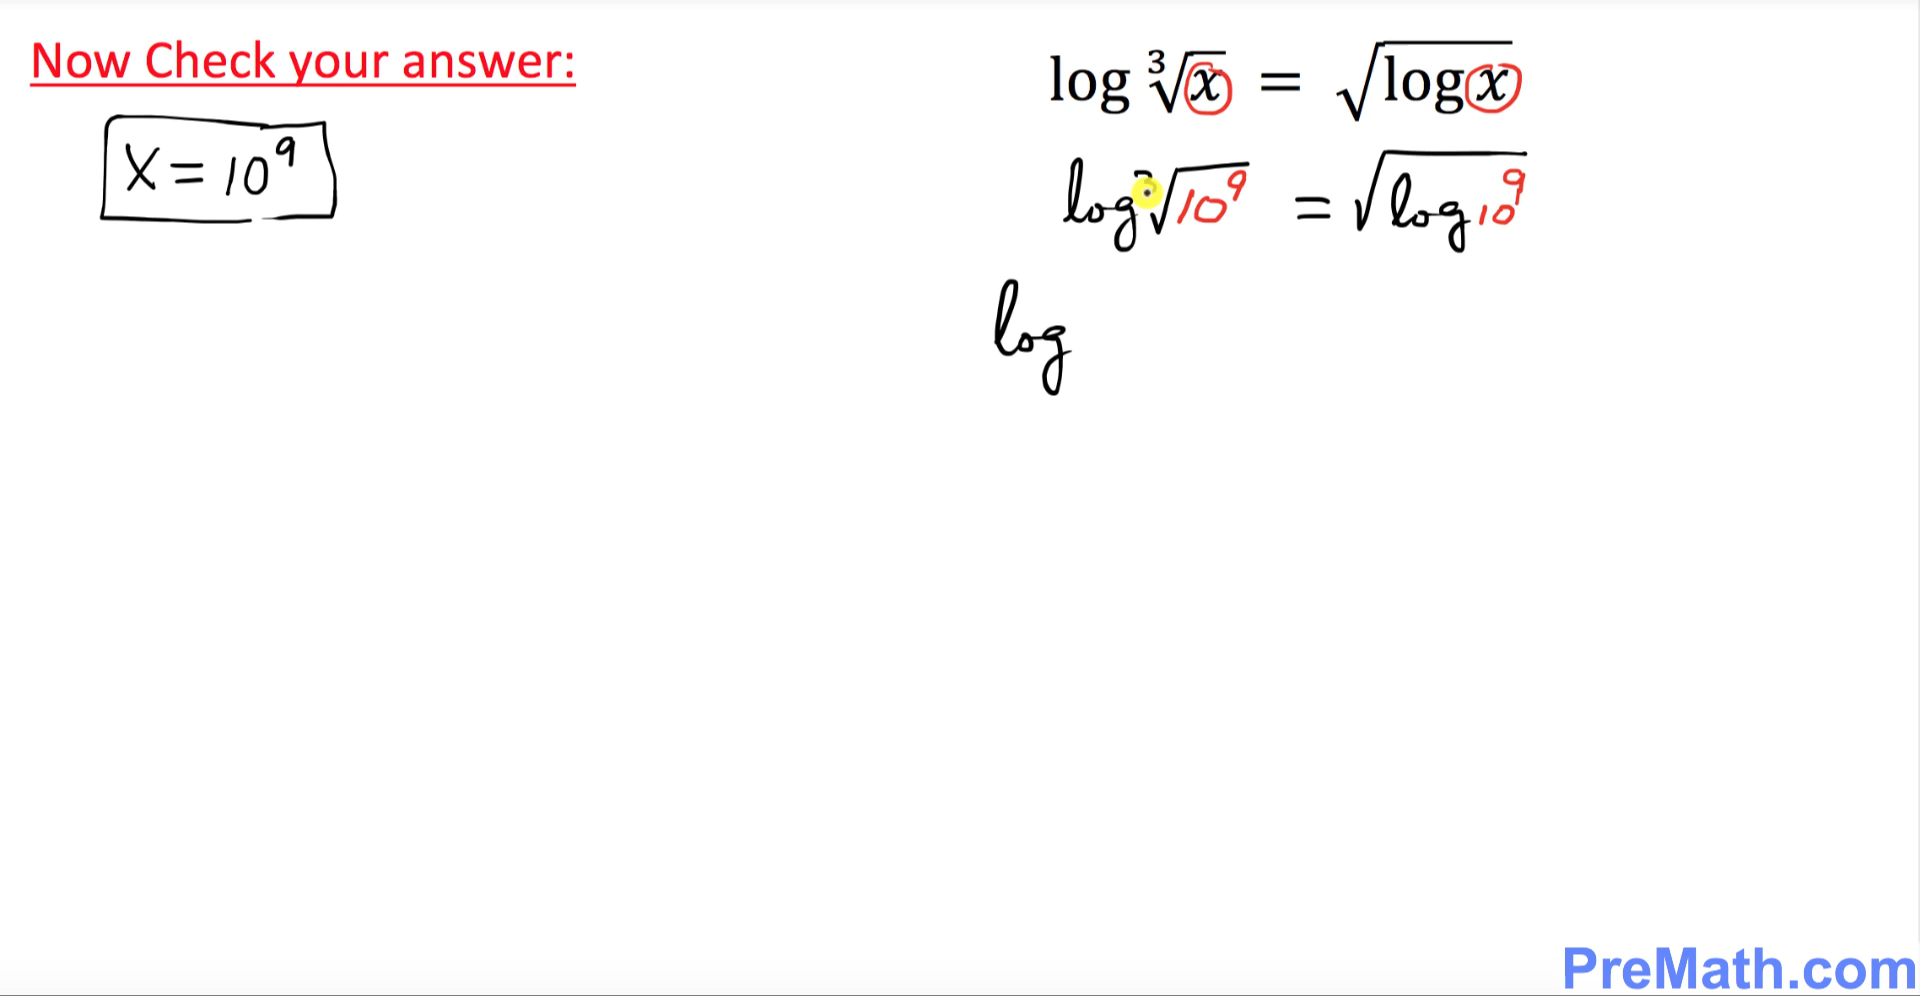 Now Check your answer:
x = 10⁹
log ∛x = √log x
log ∛10⁹ = √log 10⁹
log
PreMath.com